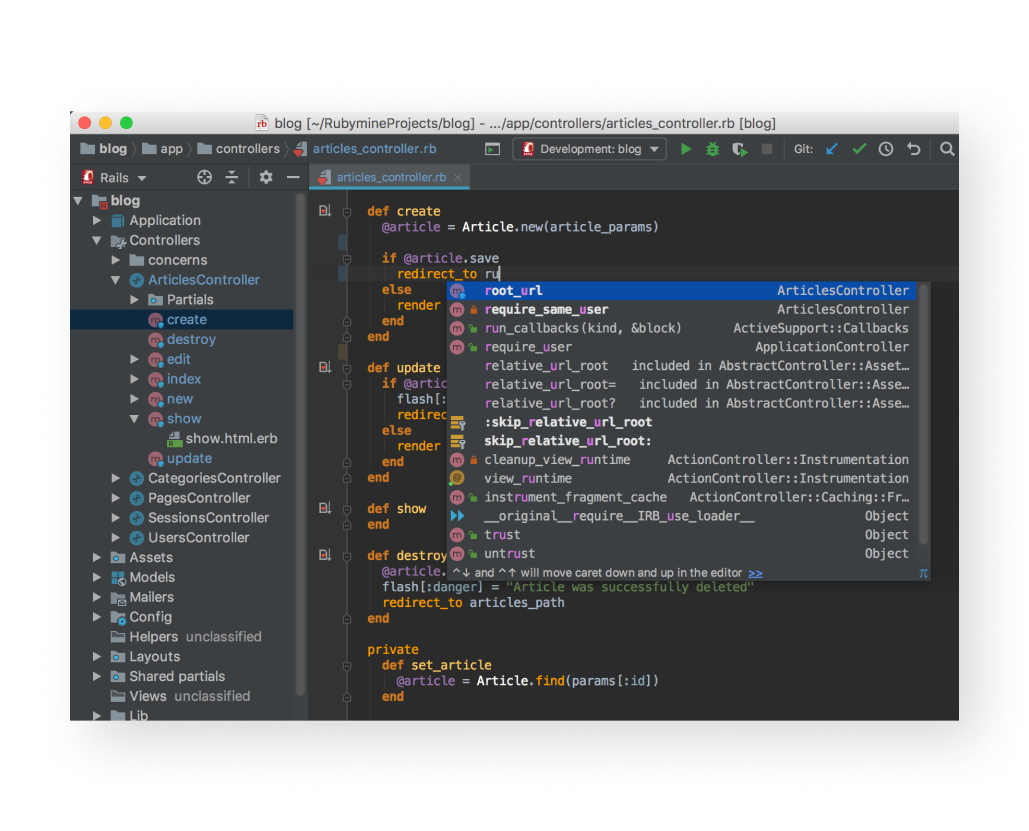 blog [~/RubymineProjects/blog] - .../app/controllers/articles_controller.rb [blog]
blog app controllers articles_controller.rb Development: blog Git:
Rails articles_controller.rb
blog
Application
Controllers
concerns
ArticlesController
Partials
create
destroy
edit
index
new
show
show.html.erb
update
CategoriesController
PagesController
SessionsController
UsersController
Assets
Models
Mailers
Config
Helpers unclassified
Layouts
Shared partials
Views unclassified
Lib
def create
@article = Article.new(article_params)
if @article.save
redirect_to ru
else
render
end
end
def update
if @artic
flash[:
redirec
else
render
end
end
def show
end
def destroy
@article.
flash[:danger] = "Article was successfully deleted"
redirect_to articles_path
end
private
def set_article
@article = Article.find(params[:id])
end
root_url ArticlesController
require_same_user ArticlesController
run_callbacks(kind, &block) ActiveSupport::Callbacks
require_user ApplicationController
relative_url_root included in AbstractController::Asset…
relative_url_root= included in AbstractController::Asse…
relative_url_root? included in AbstractController::Asse…
:skip_relative_url_root
skip_relative_url_root:
cleanup_view_runtime ActionController::Instrumentation
view_runtime ActionController::Instrumentation
instrument_fragment_cache ActionController::Caching::Fr…
__original__require__IRB_use_loader__ Object
trust Object
untrust Object
^↓ and ^↑ will move caret down and up in the editor >> π